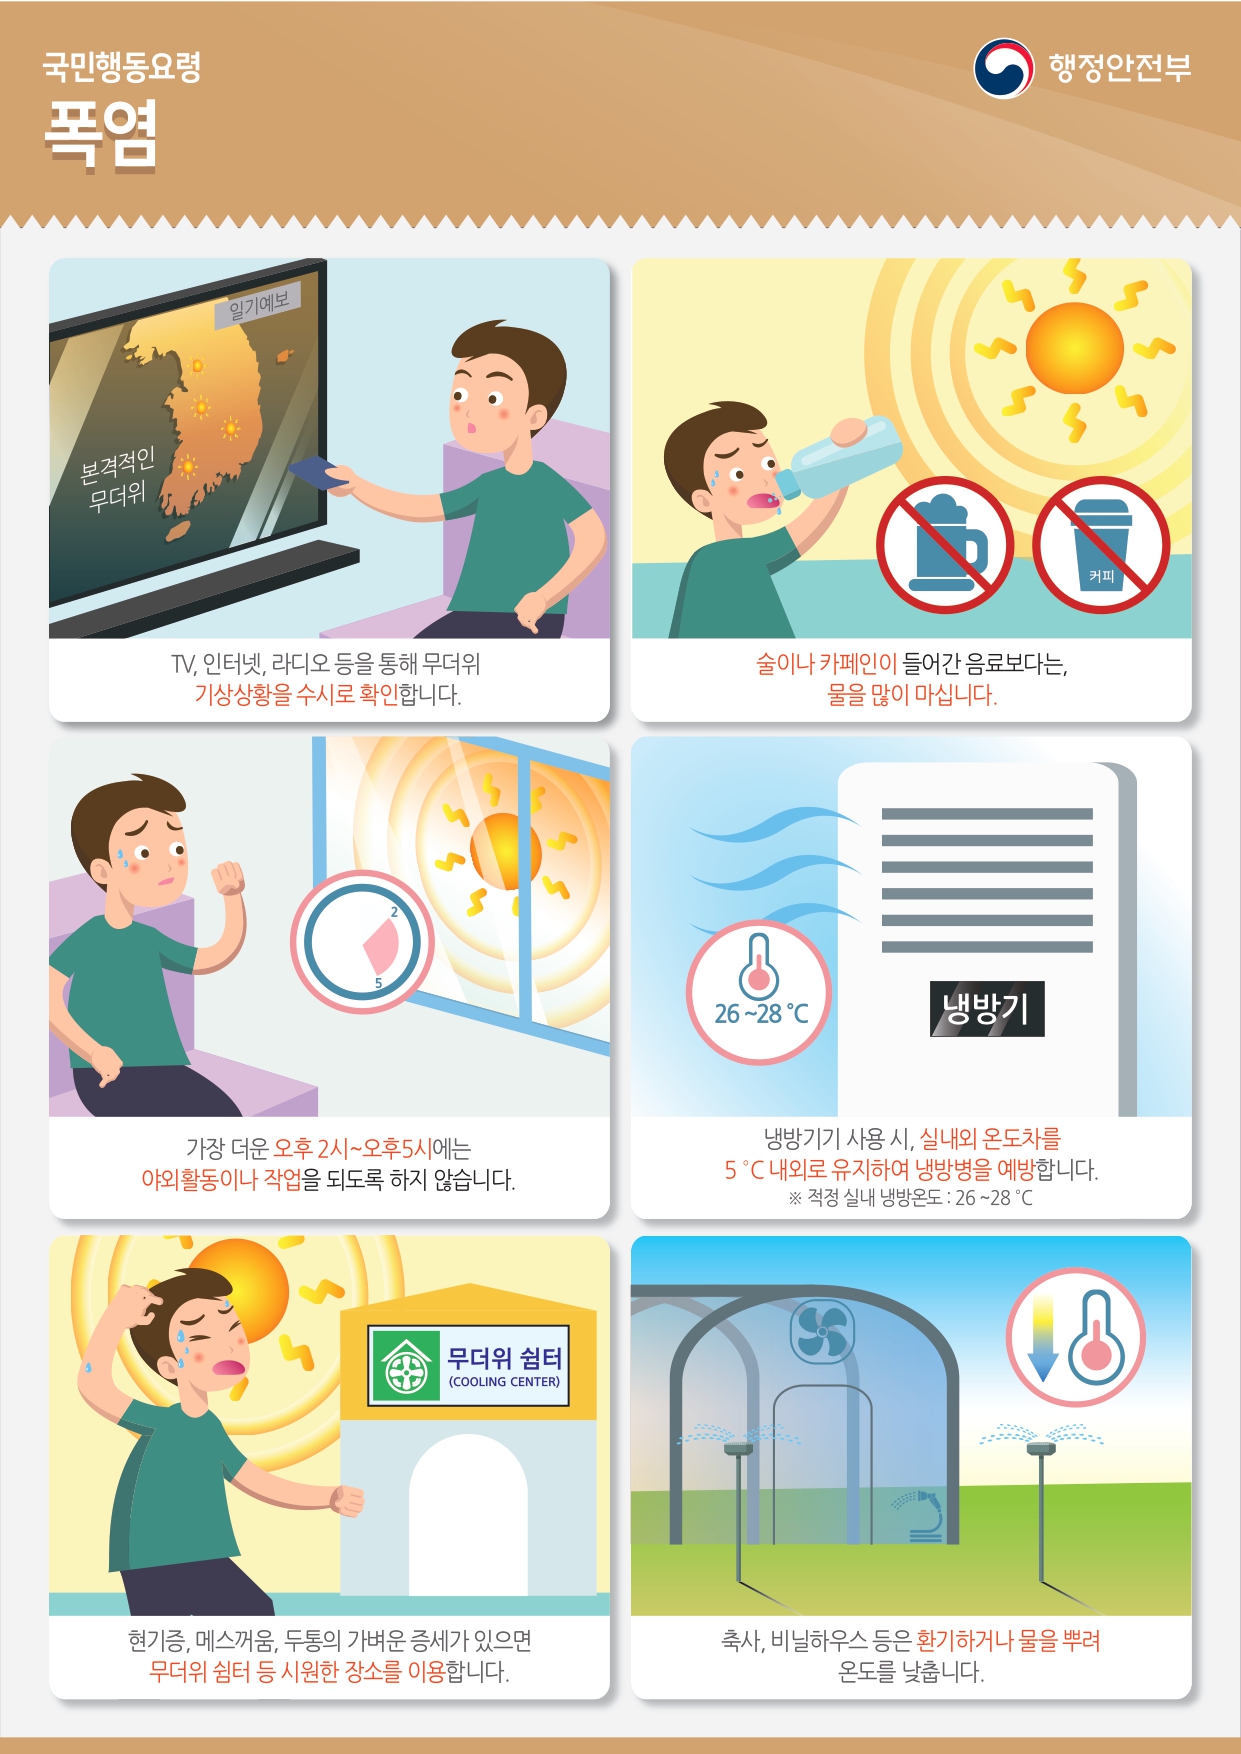 국민행동요령
폭염
행정안전부
일기예보
본격적인
무더위
TV, 인터넷, 라디오 등을 통해 무더위
기상상황을 수시로 확인합니다.
커피
술이나 카페인이 들어간 음료보다는,
물을 많이 마십니다.
2
5
가장 더운 오후 2시~오후5시에는
야외활동이나 작업을 되도록 하지 않습니다.
26 ~28 ℃
냉방기
냉방기기 사용 시, 실내외 온도차를
5 ℃ 내외로 유지하여 냉방병을 예방합니다.
※ 적정 실내 냉방온도 : 26 ~28 ℃
무더위 쉼터
(COOLING CENTER)
현기증, 메스꺼움, 두통의 가벼운 증세가 있으면
무더위 쉼터 등 시원한 장소를 이용합니다.
축사, 비닐하우스 등은 환기하거나 물을 뿌려
온도를 낮춥니다.